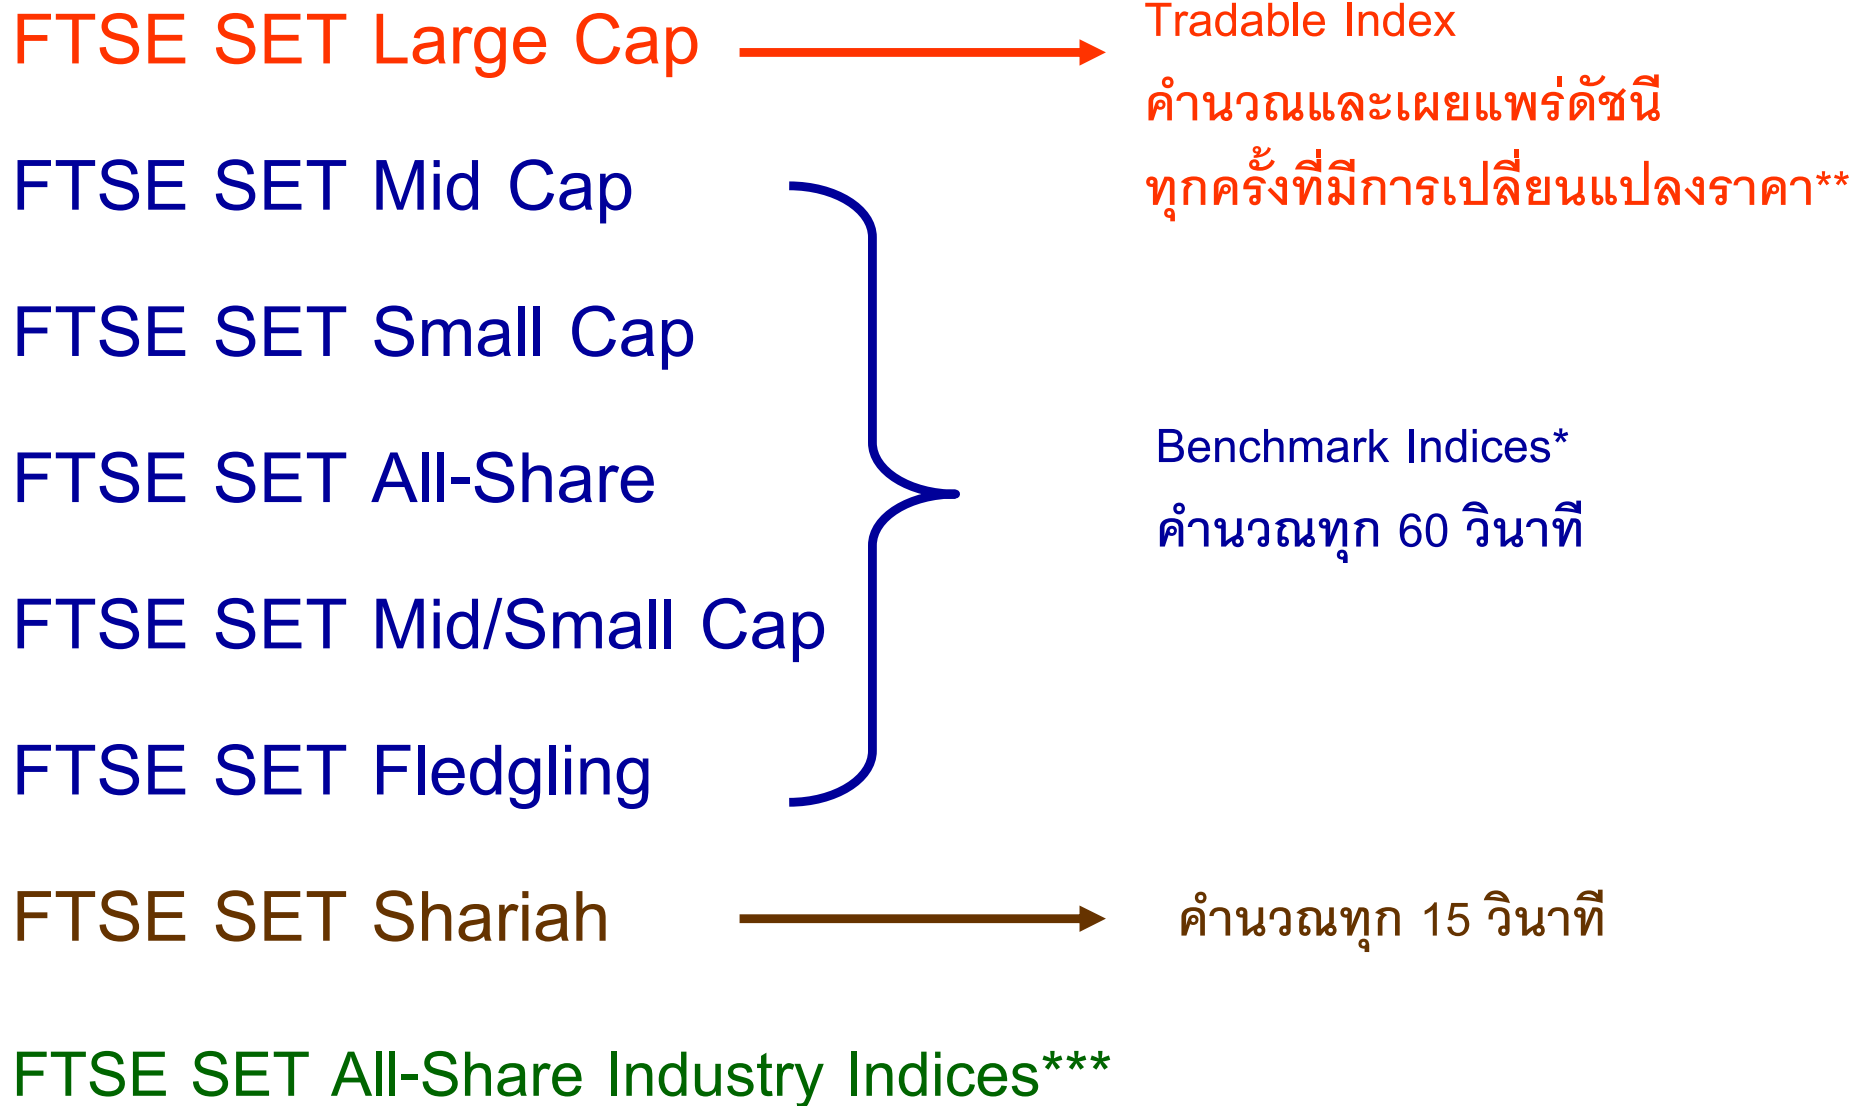 FTSE SET Large Cap
Tradable Index
คำนวณและเผยแพร่ดัชนี
ทุกครั้งที่มีการเปลี่ยนแปลงราคา**
FTSE SET Mid Cap
FTSE SET Small Cap
FTSE SET All-Share
Benchmark Indices*
คำนวณทุก 60 วินาที
FTSE SET Mid/Small Cap
FTSE SET Fledgling
FTSE SET Shariah
คำนวณทุก 15 วินาที
FTSE SET All-Share Industry Indices***